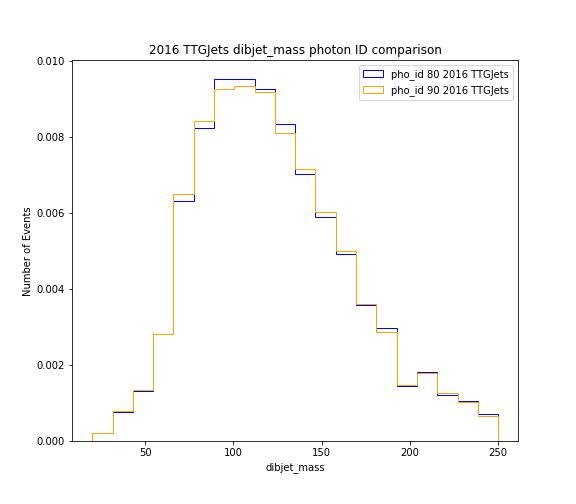 2016 TTGJets dibjet_mass photon ID comparison
pho_id 80 2016 TTGJets
pho_id 90 2016 TTGJets
0.010
0.008
0.006
0.004
0.002
0.000
Number of Events
50
100
150
200
250
dibjet_mass